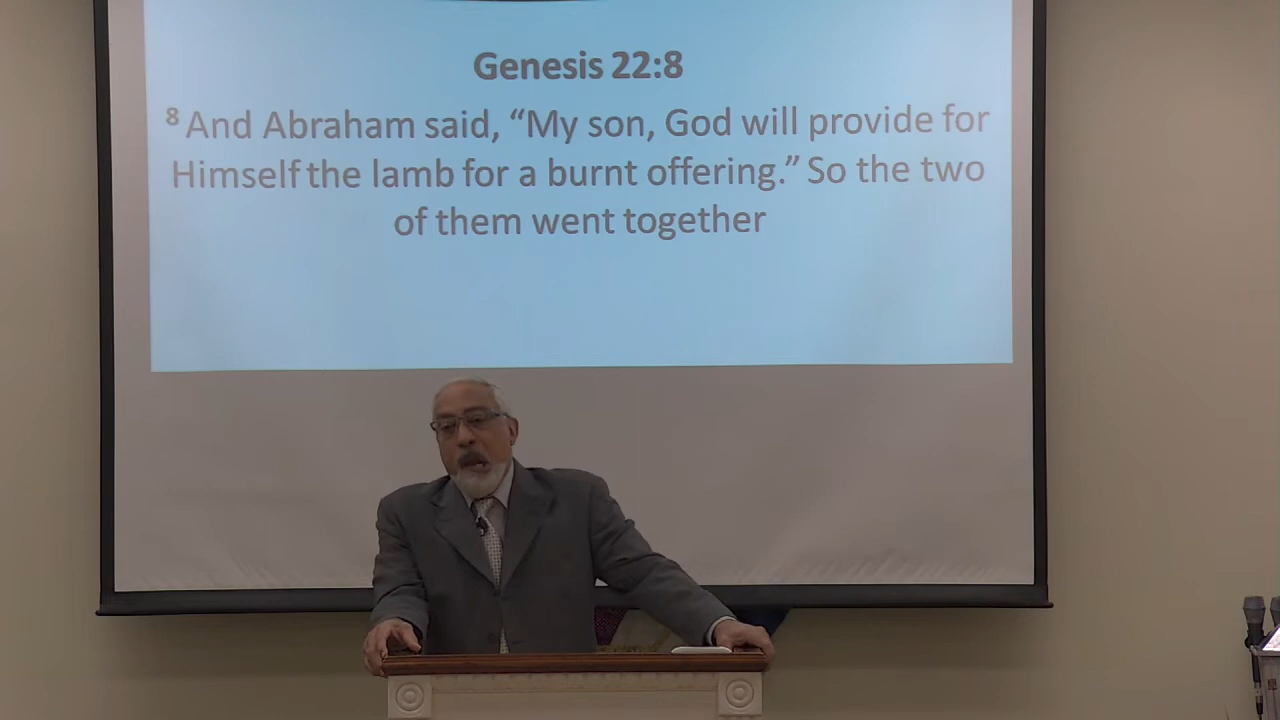 Genesis 22:8
8 And Abraham said, “My son, God will provide for
Himself the lamb for a burnt offering.” So the two
of them went together